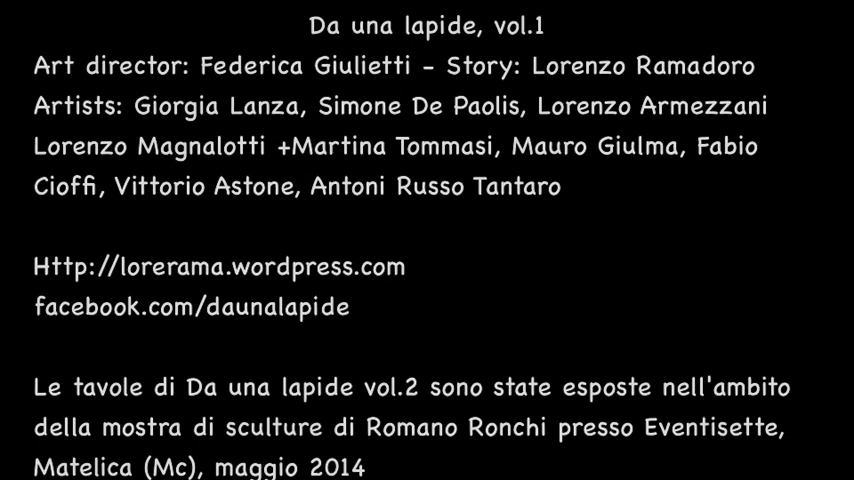 Da una lapide, vol.1
Art director: Federica Giulietti - Story: Lorenzo Ramadoro
Artists: Giorgia Lanza, Simone De Paolis, Lorenzo Armezzani
Lorenzo Magnalotti +Martina Tommasi, Mauro Giulma, Fabio
Cioffi, Vittorio Astone, Antoni Russo Tantaro
Http://lorerama.wordpress.com
facebook.com/daunalapide
Le tavole di Da una lapide vol.2 sono state esposte nell'ambito
della mostra di sculture di Romano Ronchi presso Eventisette,
Matelica (Mc), maggio 2014